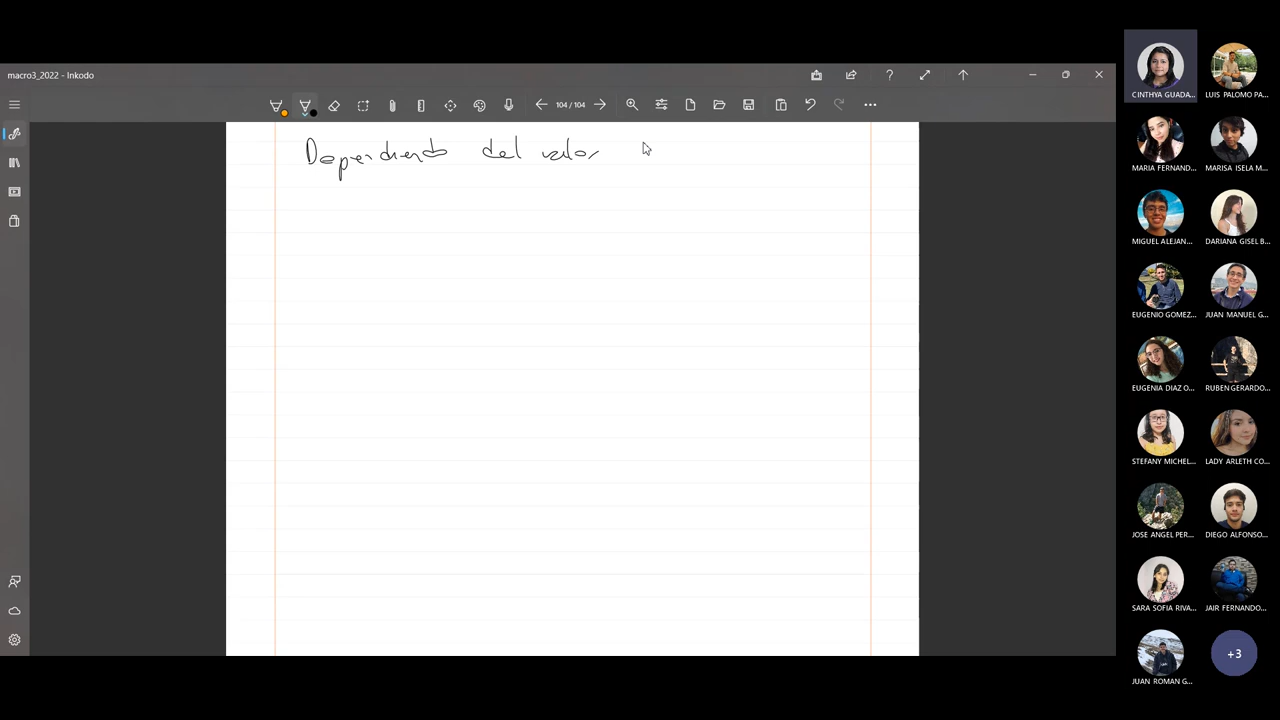 macro3_2022 - Inkodo
104 / 104
Dependiendo del valor
CINTHYA GUADA...
LUIS PALOMO PA...
MARIA FERNAND...
MARISA ISELA M...
MIGUEL ALEJAN...
DARIANA GISEL B...
EUGENIO GOMEZ...
JUAN MANUEL G...
EUGENIA DIAZ O...
RUBEN GERARDO...
STEFANY MICHEL...
LADY ARLETH CO...
JOSE ANGEL PER...
DIEGO ALFONSO...
SARA SOFIA RIVA...
JAIR FERNANDO...
JUAN ROMAN G...
+3